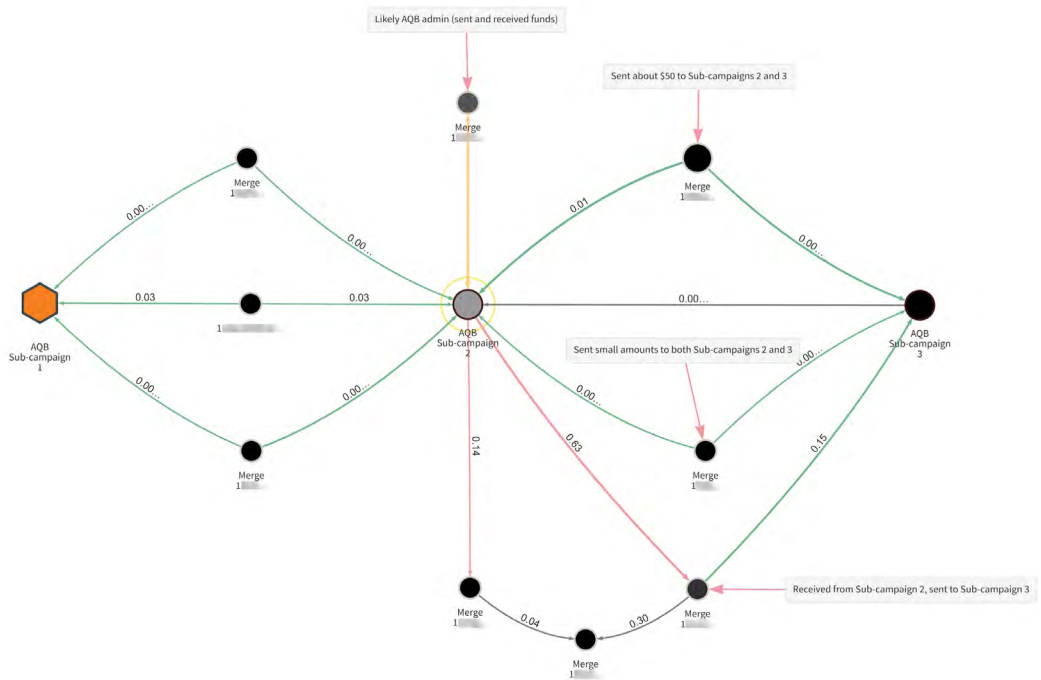 Likely AQB admin (sent and received funds)
Sent about $50 to Sub-campaigns 2 and 3
Merge
1
Merge
1
Merge
1
0.00...
0.00...
0.01
0.00...
0.03
0.03
0.00...
1
AQB
Sub-campaign
1
AQB
Sub-campaign
2
AQB
Sub-campaign
3
Sent small amounts to both Sub-campaigns 2 and 3
0.00...
0.00...
0.00...
0.00...
0.14
0.63
0.15
Merge
1
Merge
1
Received from Sub-campaign 2, sent to Sub-campaign 3
Merge
1
Merge
1
0.04
0.30
Merge
1